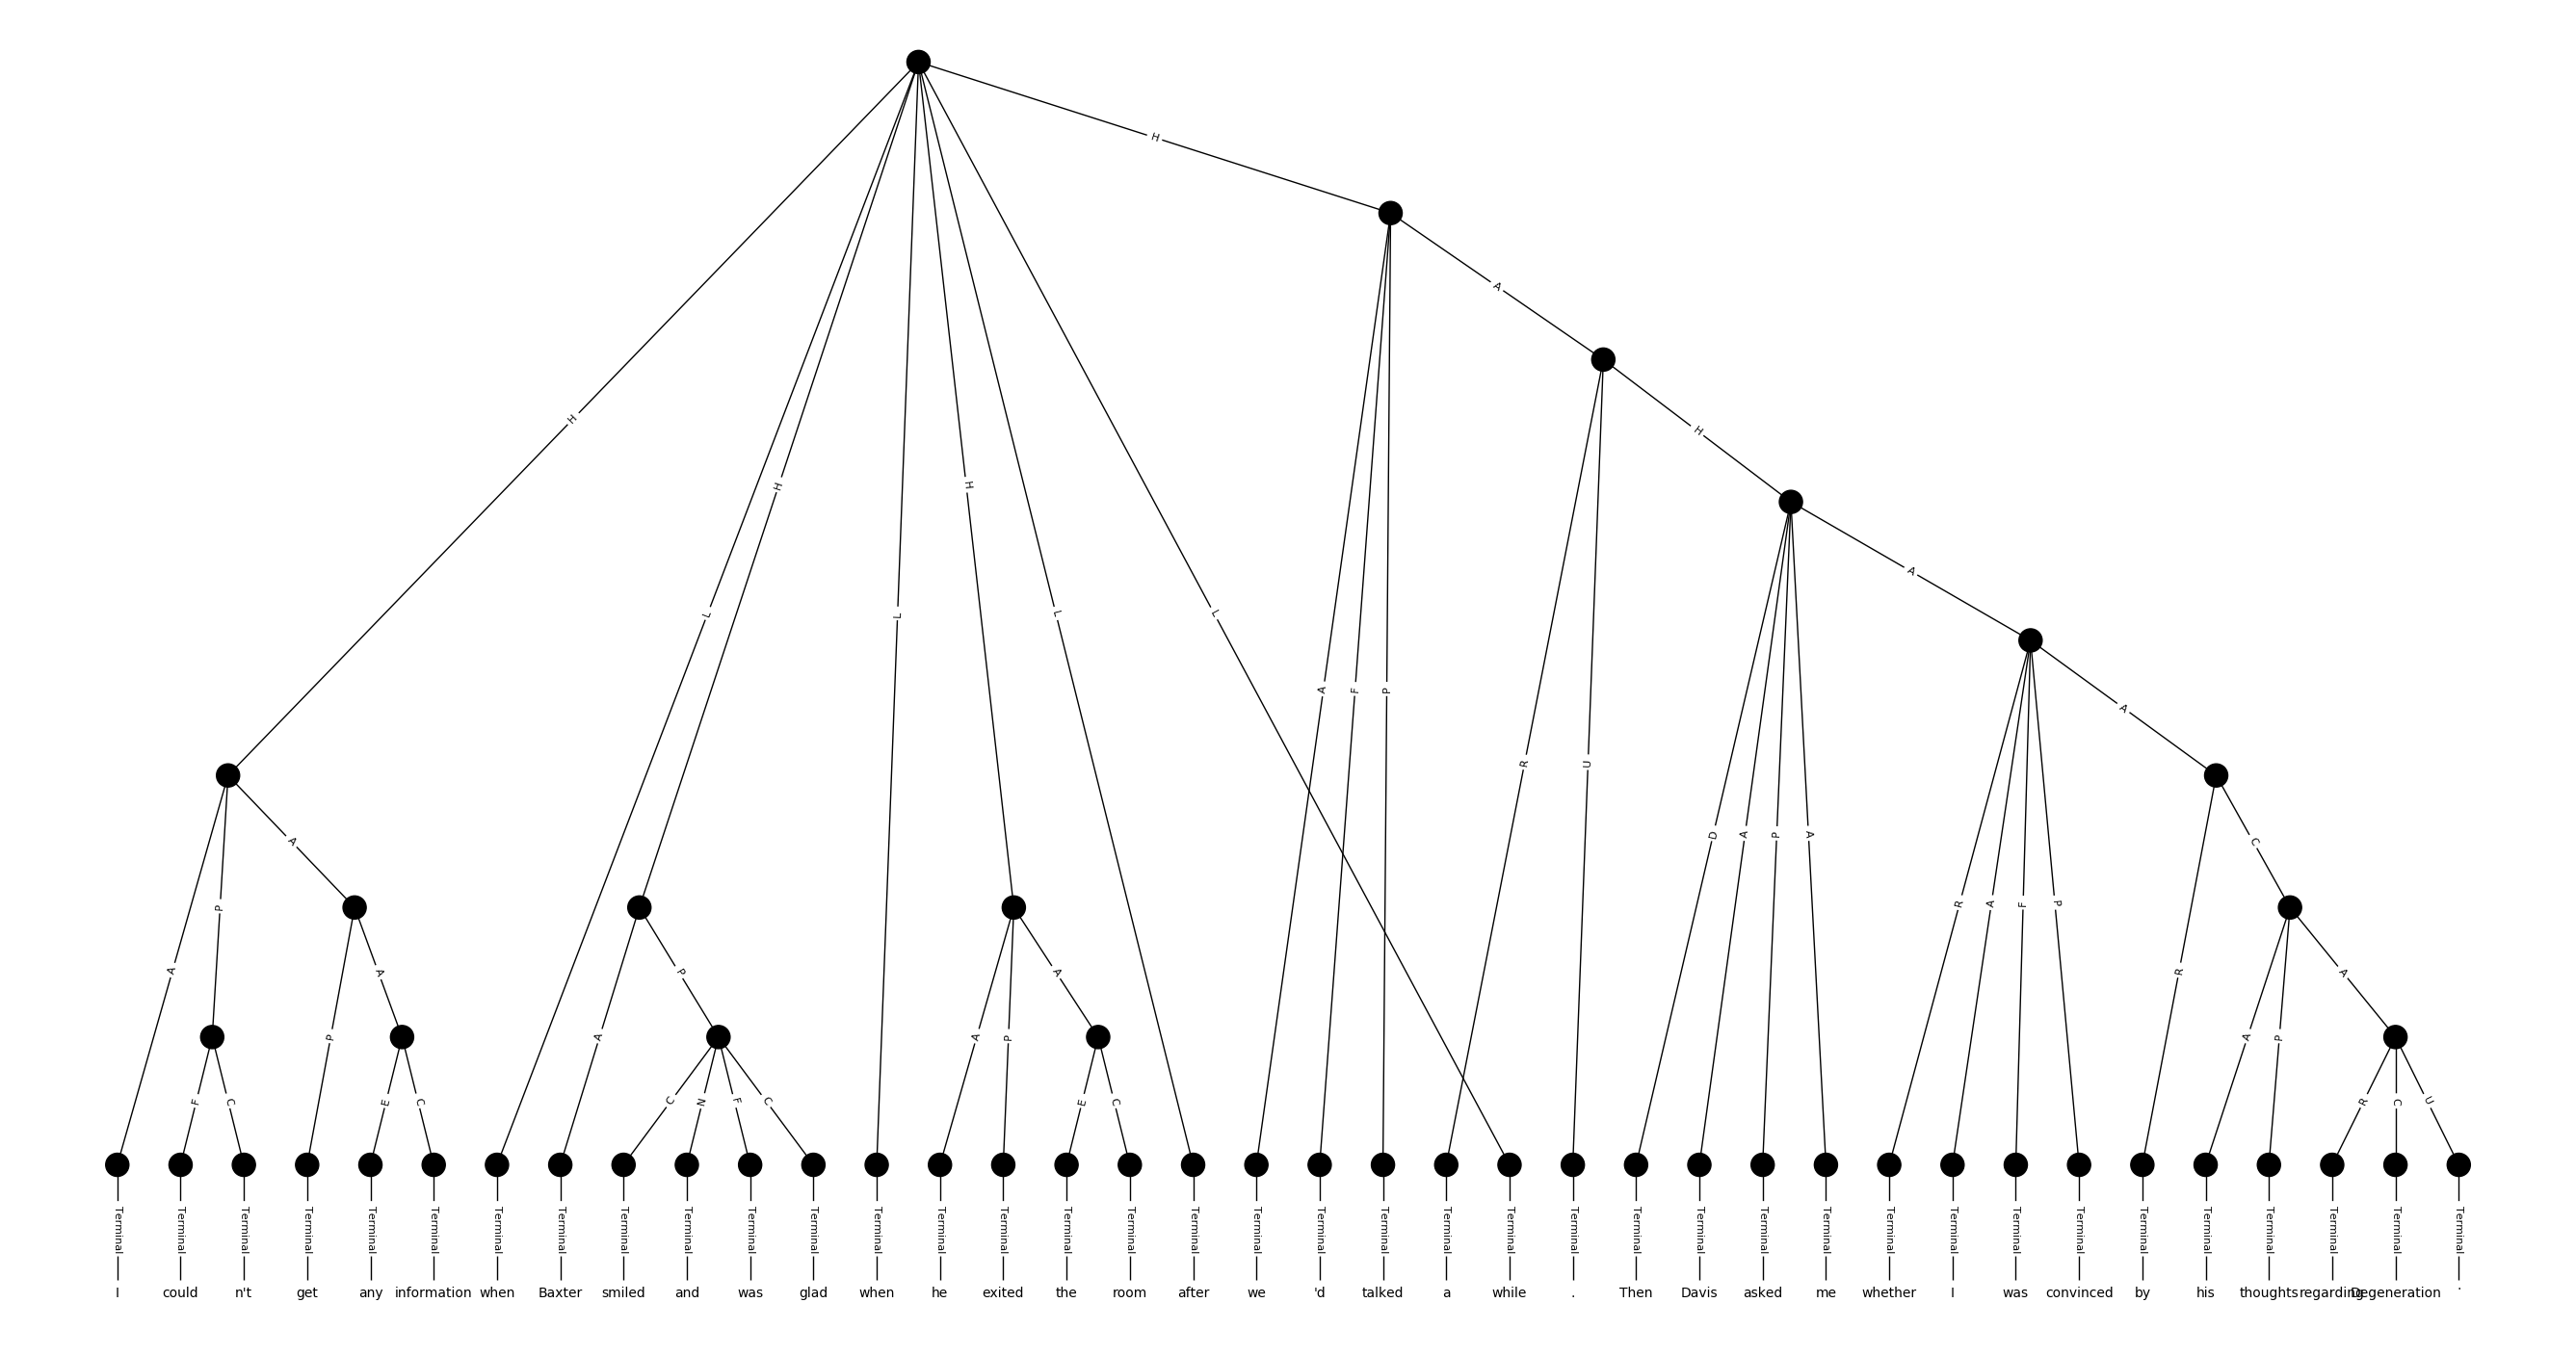 H
A
H
A
H
H
L
H
L
L
L
A
F
P
R
U
D
A
P
A
R
A
F
P
A
A
P
A
C
P
A
A
P
A
P
A
R
A
P
A
F
C
E
C
C
N
F
C
E
C
R
C
U
Terminal Terminal Terminal Terminal Terminal Terminal Terminal Terminal Terminal Terminal Terminal Terminal Terminal Terminal Terminal Terminal Terminal Terminal Terminal Terminal Terminal Terminal Terminal Terminal Terminal Terminal Terminal Terminal Terminal Terminal Terminal Terminal Terminal Terminal Terminal Terminal Terminal Terminal
I could n't get any information when Baxter smiled and was glad when he exited the room after we 'd talked a while . Then Davis asked me whether I was convinced by his thoughts regarding Degeneration .